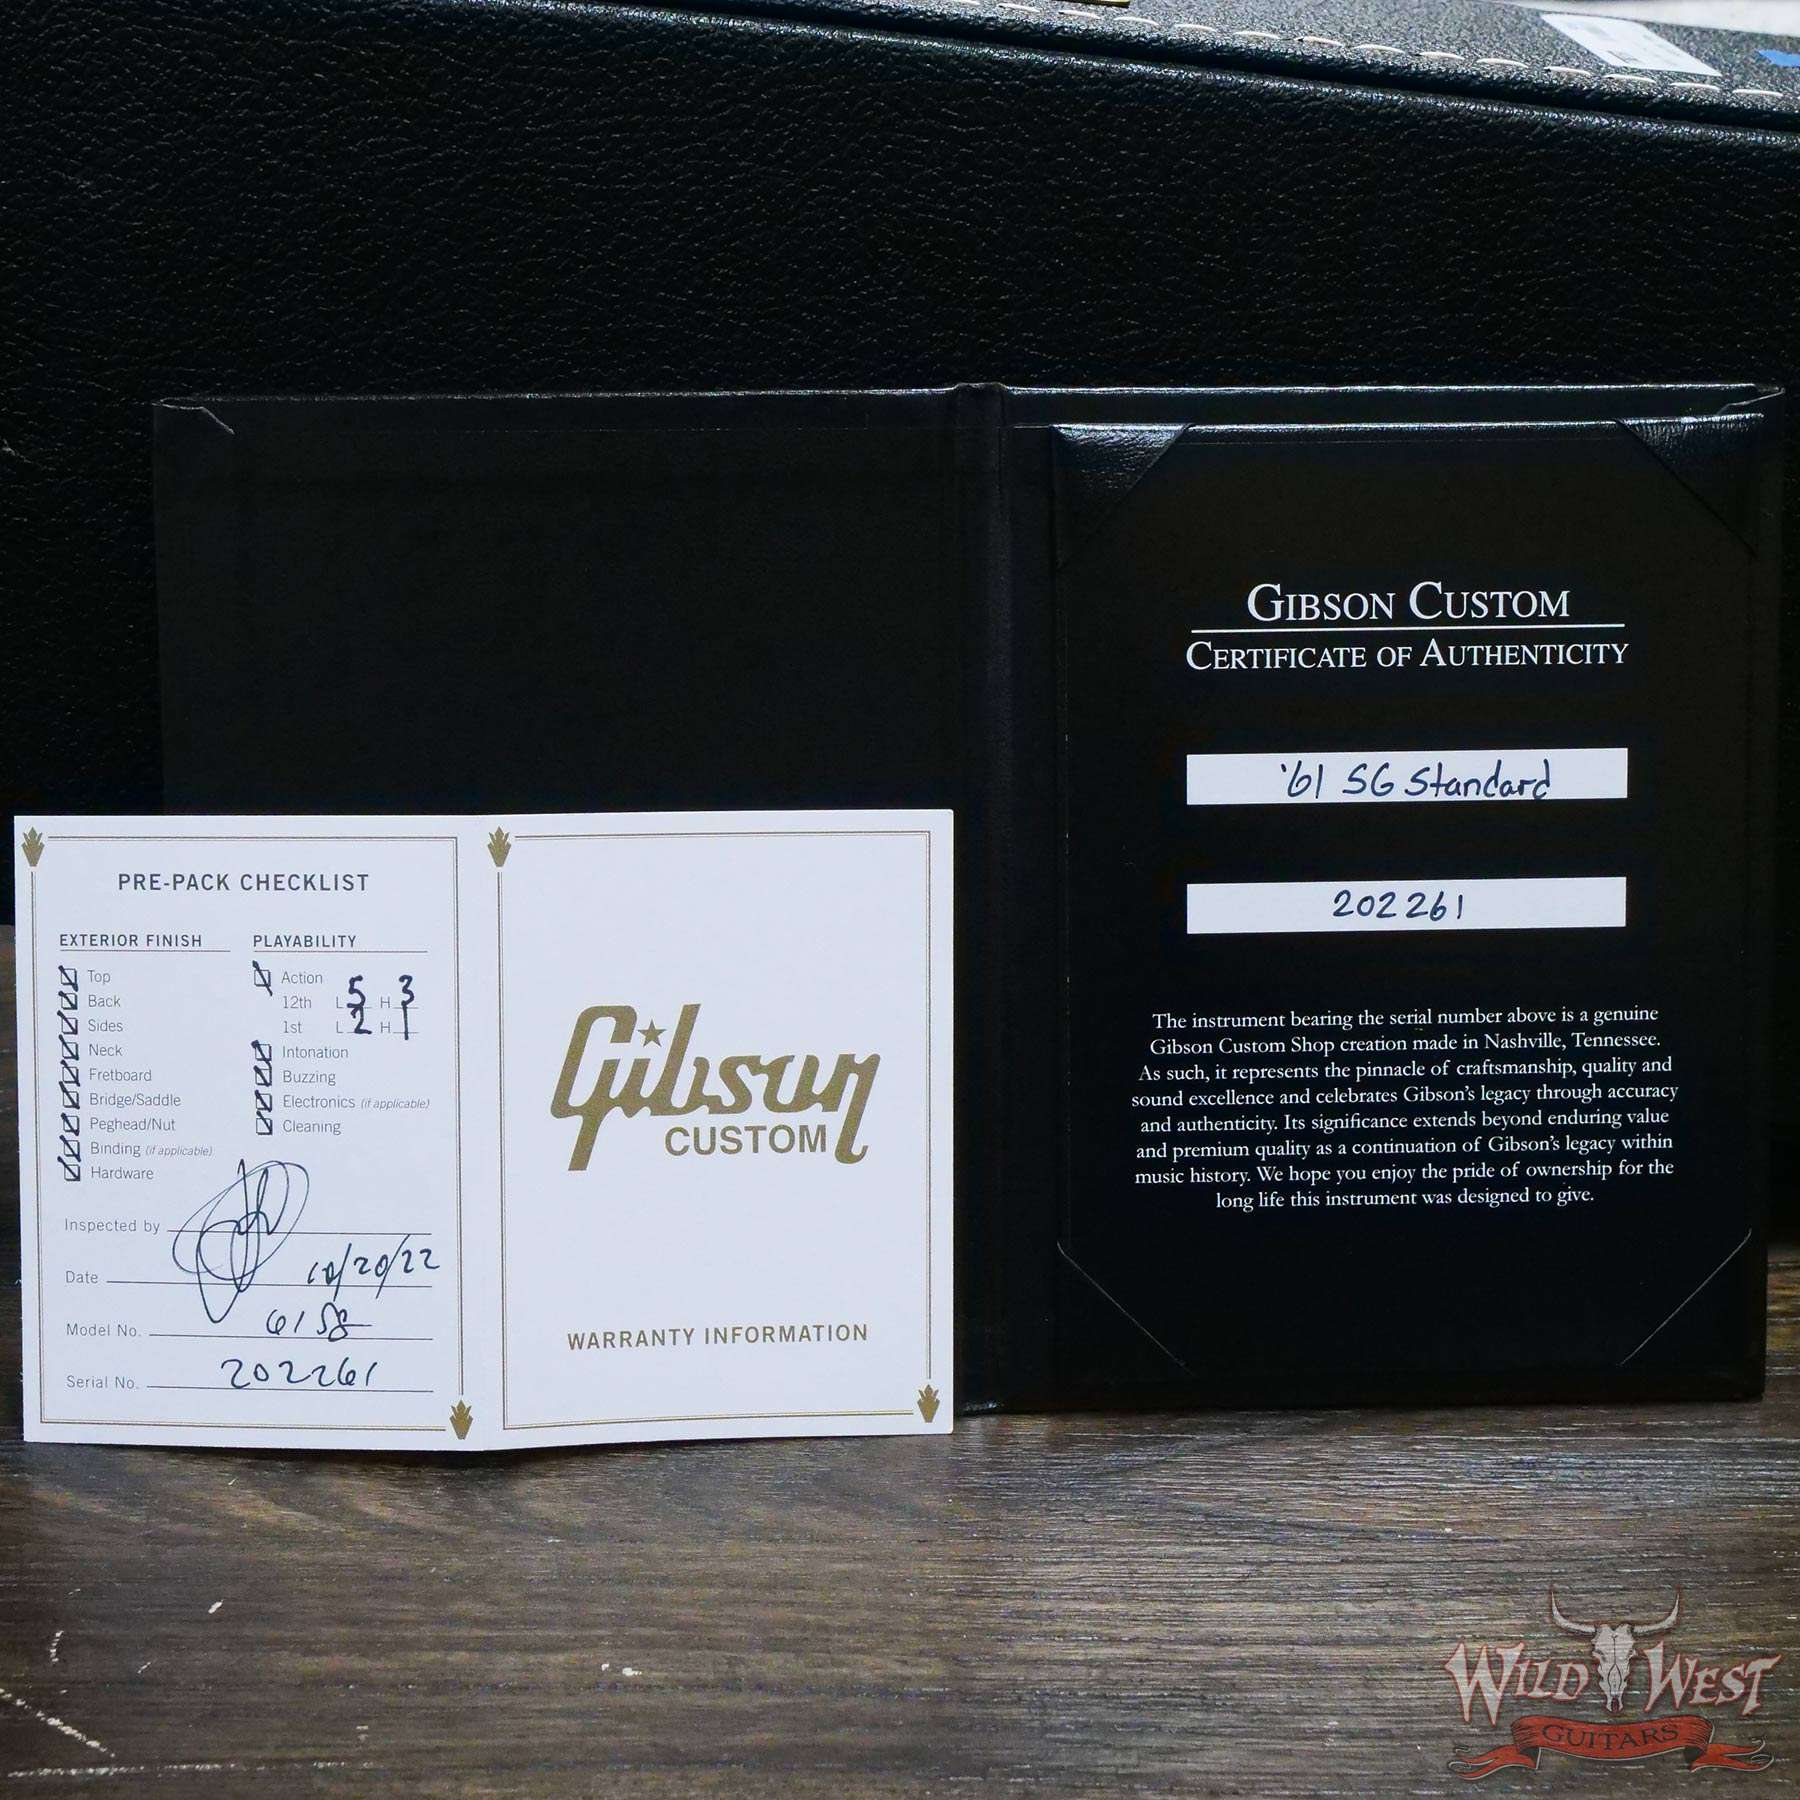 PRE-PACK CHECKLIST
EXTERIOR FINISH
Top
Back
Sides
Neck
Fretboard
Bridge/Saddle
Peghead/Nut
Binding (if applicable)
Hardware
PLAYABILITY
Action
12th L 5 H 3
1st L 2 H 1
Intonation
Buzzing
Electronics (if applicable)
Cleaning
Inspected by
Date 10/20/22
Model No. 61 SG
Serial No. 202261
Gibson
CUSTOM
WARRANTY INFORMATION
GIBSON CUSTOM
CERTIFICATE OF AUTHENTICITY
'61 SG Standard
202261
The instrument bearing the serial number above is a genuine
Gibson Custom Shop creation made in Nashville, Tennessee.
As such, it represents the pinnacle of craftsmanship, quality and
sound excellence and celebrates Gibson's legacy through accuracy
and authenticity. Its significance extends beyond enduring value
and premium quality as a continuation of Gibson's legacy within
music history. We hope you enjoy the pride of ownership for the
long life this instrument was designed to give.
WILD WEST
GUITARS